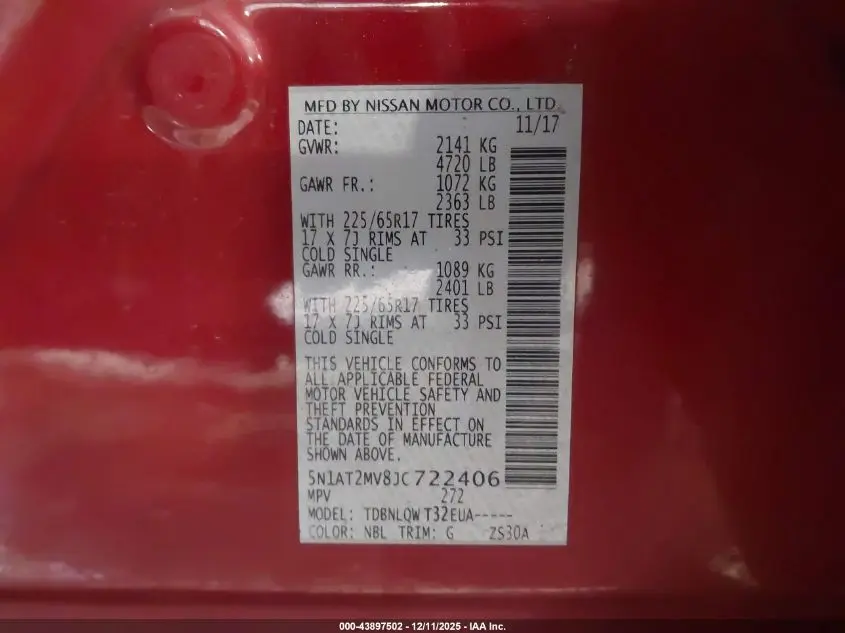 MFD BY NISSAN MOTOR CO., LTD.
DATE: 11/17
GVWR: 2141 KG
4720 LB
GAWR FR.: 1072 KG
2363 LB
WITH 225/65R17 TIRES
17 X 7J RIMS AT 33 PSI
COLD SINGLE
GAWR RR.: 1089 KG
2401 LB
WITH 225/65R17 TIRES
17 X 7J RIMS AT 33 PSI
COLD SINGLE
THIS VEHICLE CONFORMS TO
ALL APPLICABLE FEDERAL
MOTOR VEHICLE SAFETY AND
THEFT PREVENTION
STANDARDS IN EFFECT ON
THE DATE OF MANUFACTURE
SHOWN ABOVE.
5N1AT2MV8JC722406
MPV 272
MODEL: TDBNLQW T32EUA-----
COLOR: NBL TRIM: G ZS30A
000-43897502 - 12/11/2025 - IAA Inc.